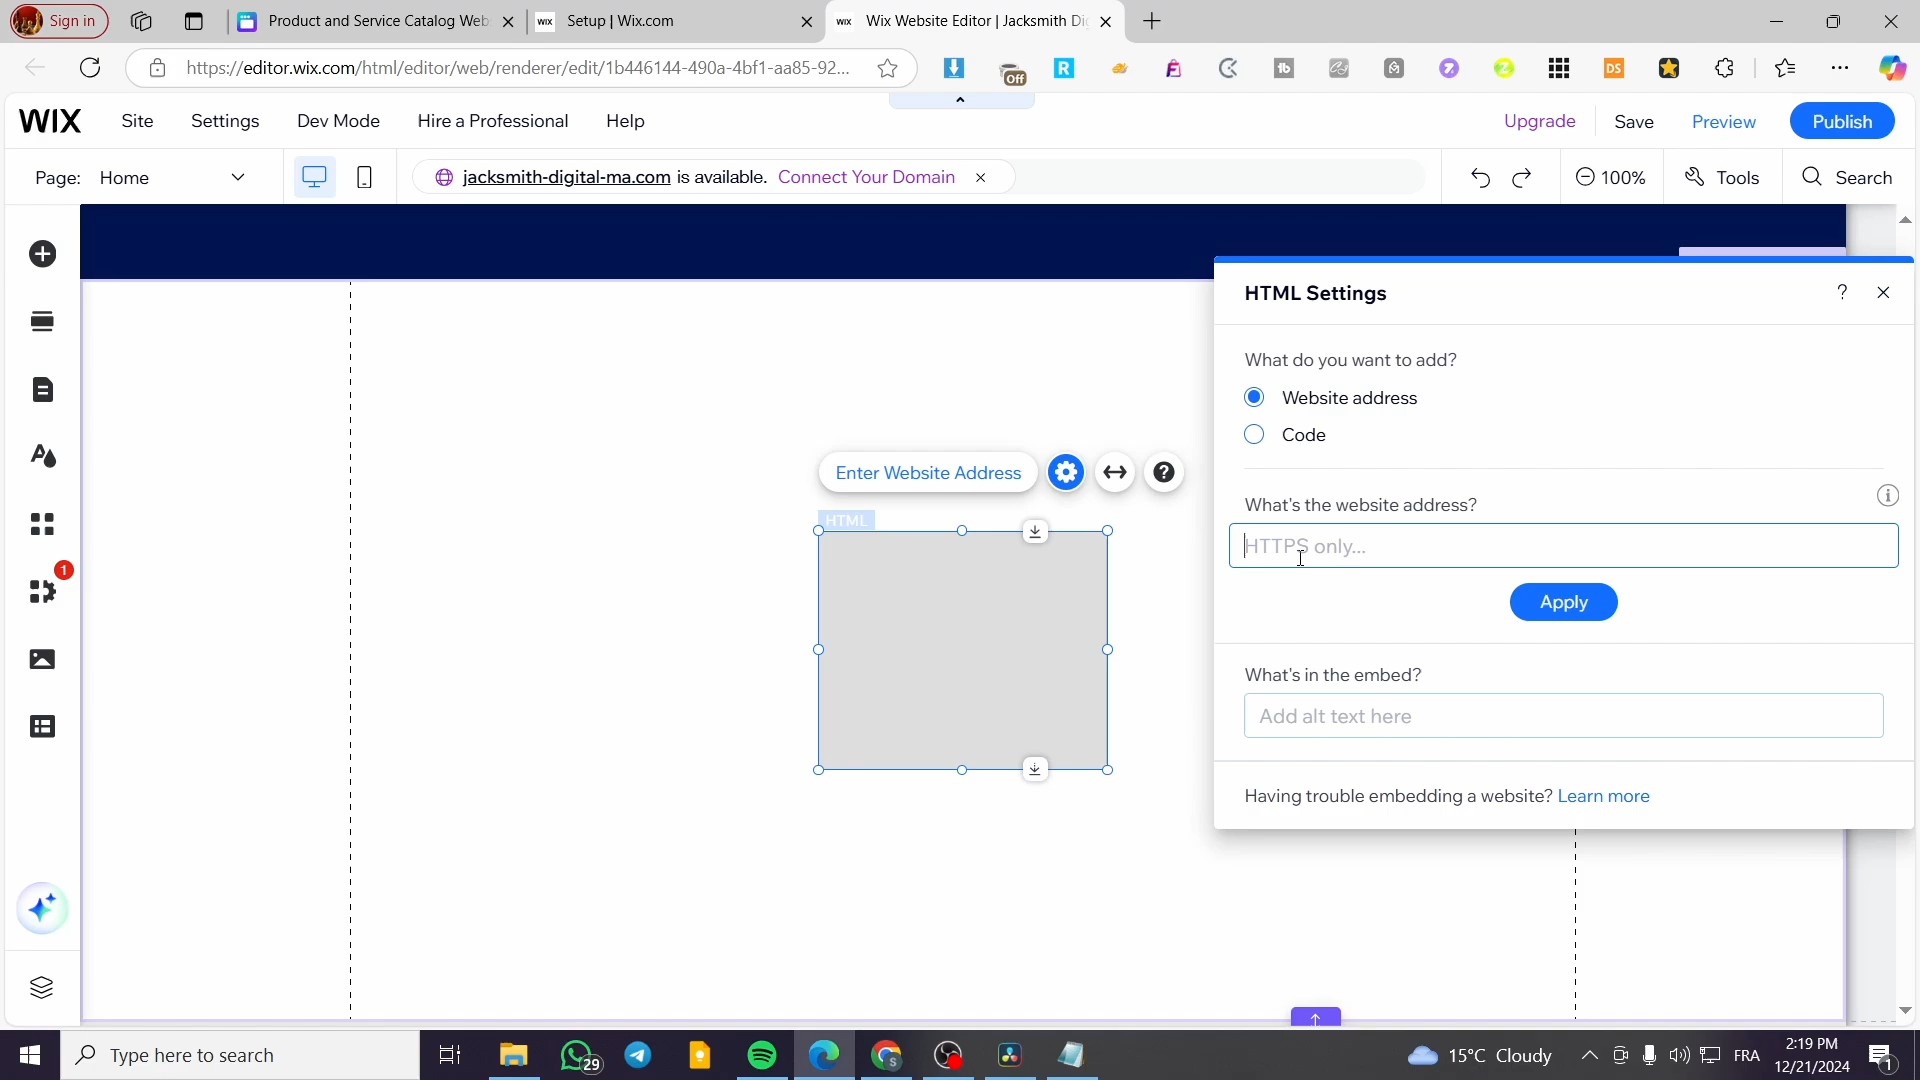 Sign in
Product and Service Catalog Web
Setup | Wix.com
Wix Website Editor | Jacksmith Di
https://editor.wix.com/html/editor/web/renderer/edit/1b446144-490a-4bf1-aa85-92...
Off
WIX
Site
Settings
Dev Mode
Hire a Professional
Help
Upgrade
Save
Preview
Publish
Page: Home
jacksmith-digital-ma.com is available. Connect Your Domain
100%
Tools
Search
HTML Settings
What do you want to add?
Website address
Code
Enter Website Address
HTML
What's the website address?
HTTPS only...
Apply
What's in the embed?
Add alt text here
Having trouble embedding a website? Learn more
1
Type here to search
29
15°C Cloudy
FRA
2:19 PM
12/21/2024
1